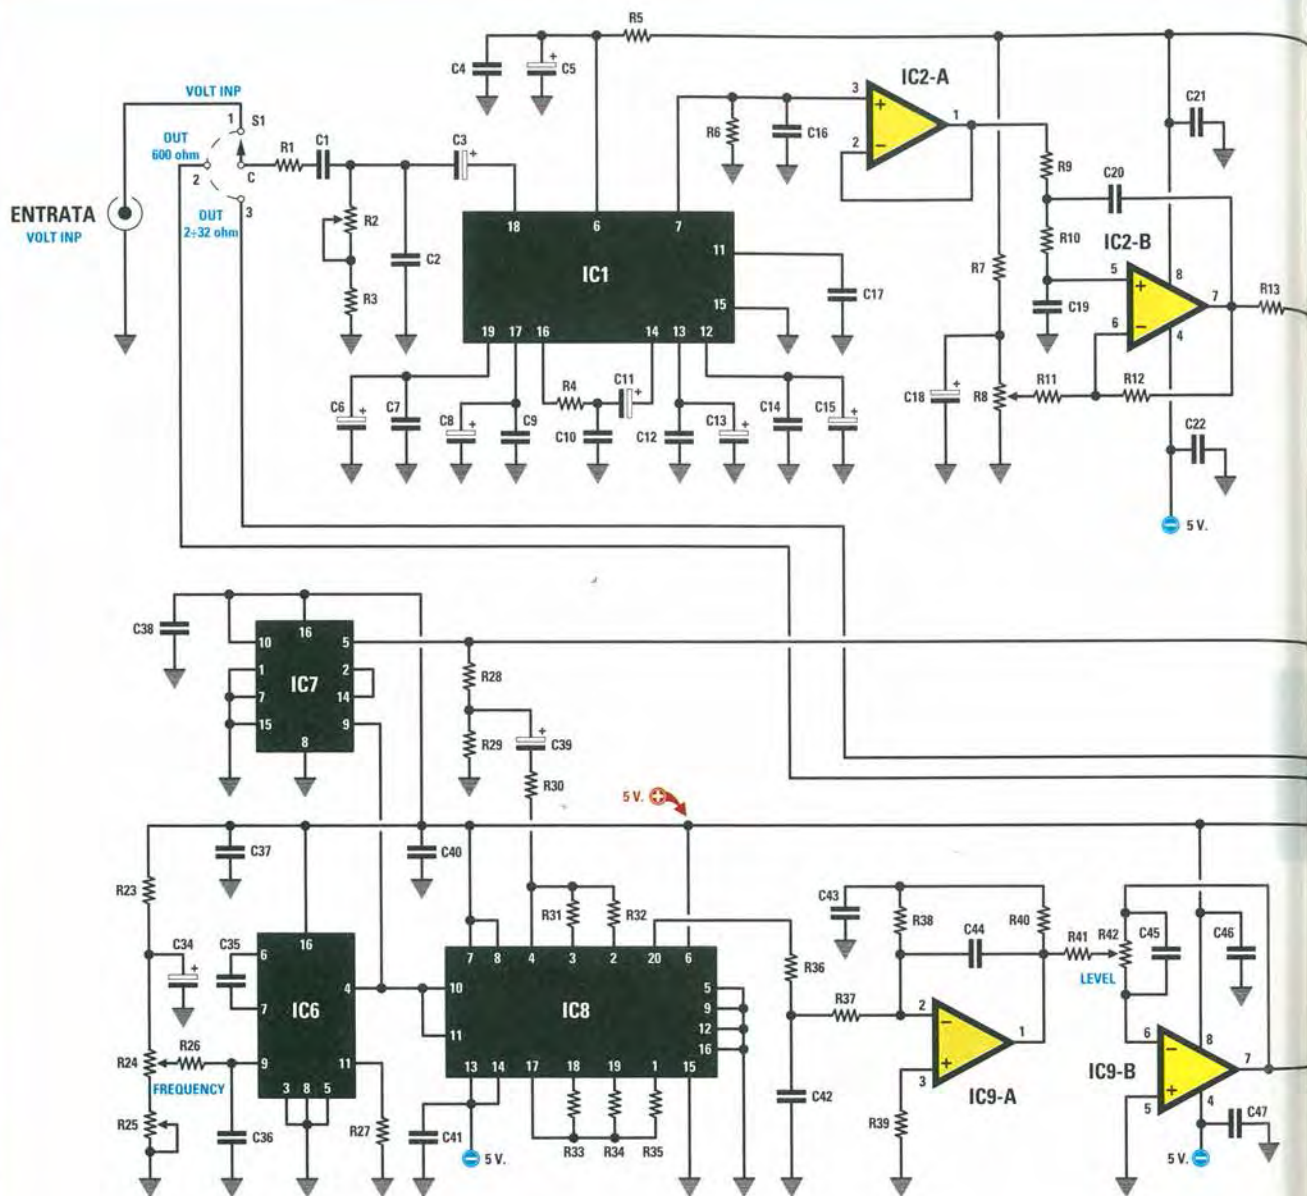 R5
C4
C5
+
VOLT INP
1
S1
OUT
600 ohm
2
C
3
OUT
2÷32 ohm
ENTRATA
VOLT INP
R1
C1
R2
R3
C2
C3
+
18
6
7
IC1
11
15
19
17
16
14
13
12
C17
R6
C16
3
+
2
−
1
IC2-A
R9
R10
C20
C21
IC2-B
5
+
6
−
8
7
4
R13
C19
R7
C18
+
R8
R11
R12
C22
− 5 V.
C6
+
C7
C8
+
C9
R4
C10
C11
+
C12
C13
+
C14
C15
+
C38
16
10
5
1
2
7
IC7
14
15
9
8
R28
R29
C39
+
R30
5 V. +
C37
C40
R23
C34
+
C35
R24
R26
FREQUENCY
R25
C36
16
6
7
IC6
4
9
11
3
8
5
R27
R31
R32
7
8
4
3
2
20
6
10
11
IC8
5
9
12
16
13
14
17
18
19
1
15
C41
− 5 V.
R33
R34
R35
R36
R37
C42
C43
R38
R40
C44
2
−
3
+
1
IC9-A
R39
R41
R42
LEVEL
C45
C46
6
−
5
+
8
7
4
IC9-B
C47
5 V. −